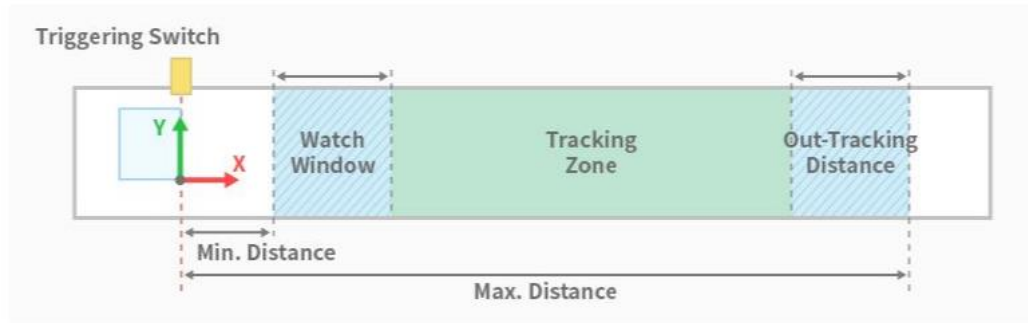 Triggering Switch
Y
X
Watch
Window
Tracking
Zone
Out-Tracking
Distance
Min. Distance
Max. Distance